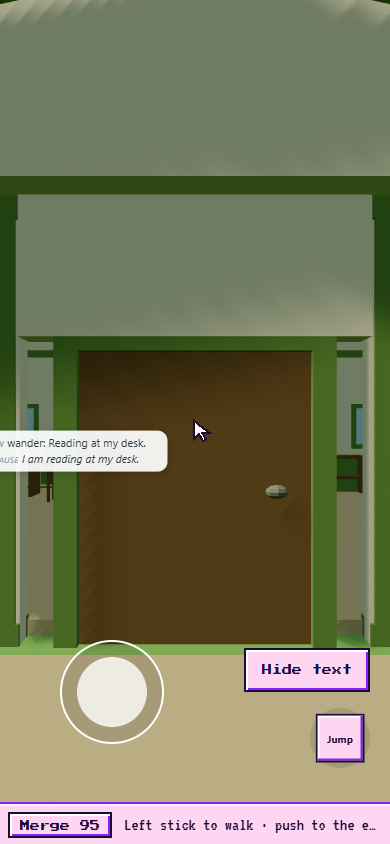 wander: Reading at my desk.
I am reading at my desk.
Hide text
Jump
Merge 95
Left stick to walk · push to the e…